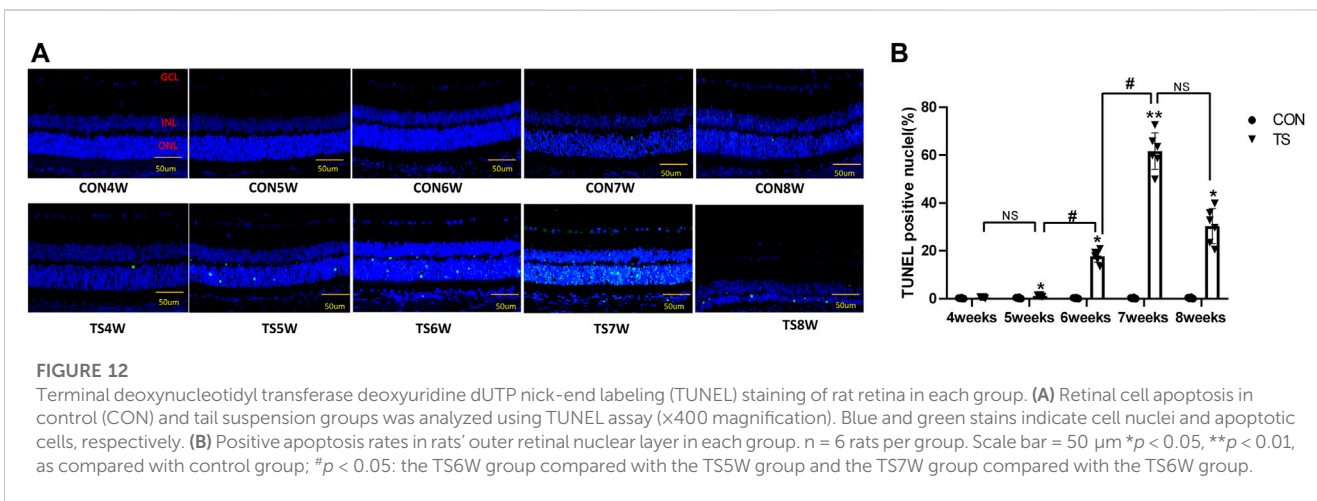 A
GCL
INL
ONL
50um
50um
50um
50um
50um
CON4W
CON5W
CON6W
CON7W
CON8W
50um
50um
50um
50um
50um
TS4W
TS5W
TS6W
TS7W
TS8W
B
TUNEL positive nuclei(%)
80
60
40
20
0
4weeks
5weeks
6weeks
7weeks
8weeks
NS
#
#
NS
*
*
**
*
CON
TS
FIGURE 12
Terminal deoxynucleotidyl transferase deoxyuridine dUTP nick-end labeling (TUNEL) staining of rat retina in each group. (A) Retinal cell apoptosis in
control (CON) and tail suspension groups was analyzed using TUNEL assay (×400 magnification). Blue and green stains indicate cell nuclei and apoptotic
cells, respectively. (B) Positive apoptosis rates in rats' outer retinal nuclear layer in each group. n = 6 rats per group. Scale bar = 50 μm *p < 0.05, **p < 0.01,
as compared with control group; #p < 0.05: the TS6W group compared with the TS5W group and the TS7W group compared with the TS6W group.